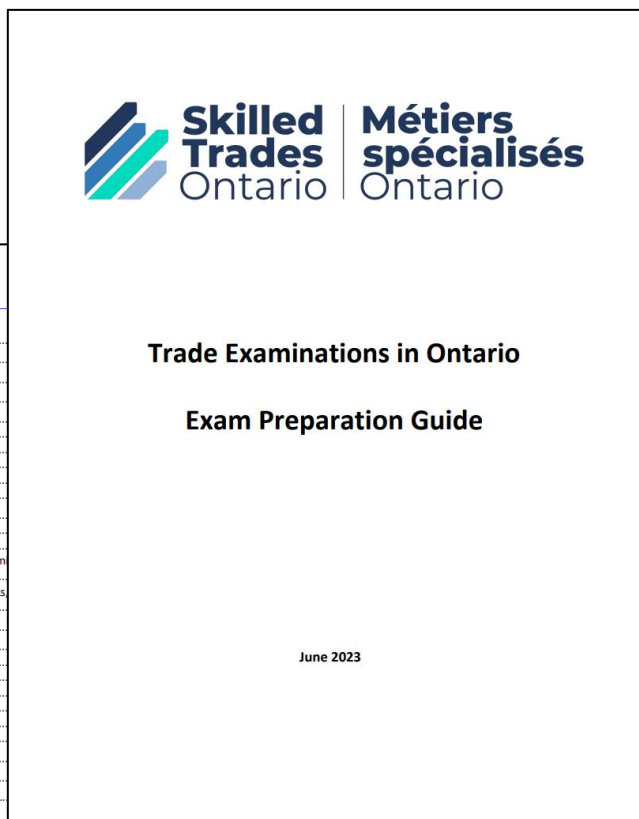 Skilled
Trades
Ontario
Métiers
spécialisés
Ontario
Trade Examinations in Ontario
Exam Preparation Guide
June 2023